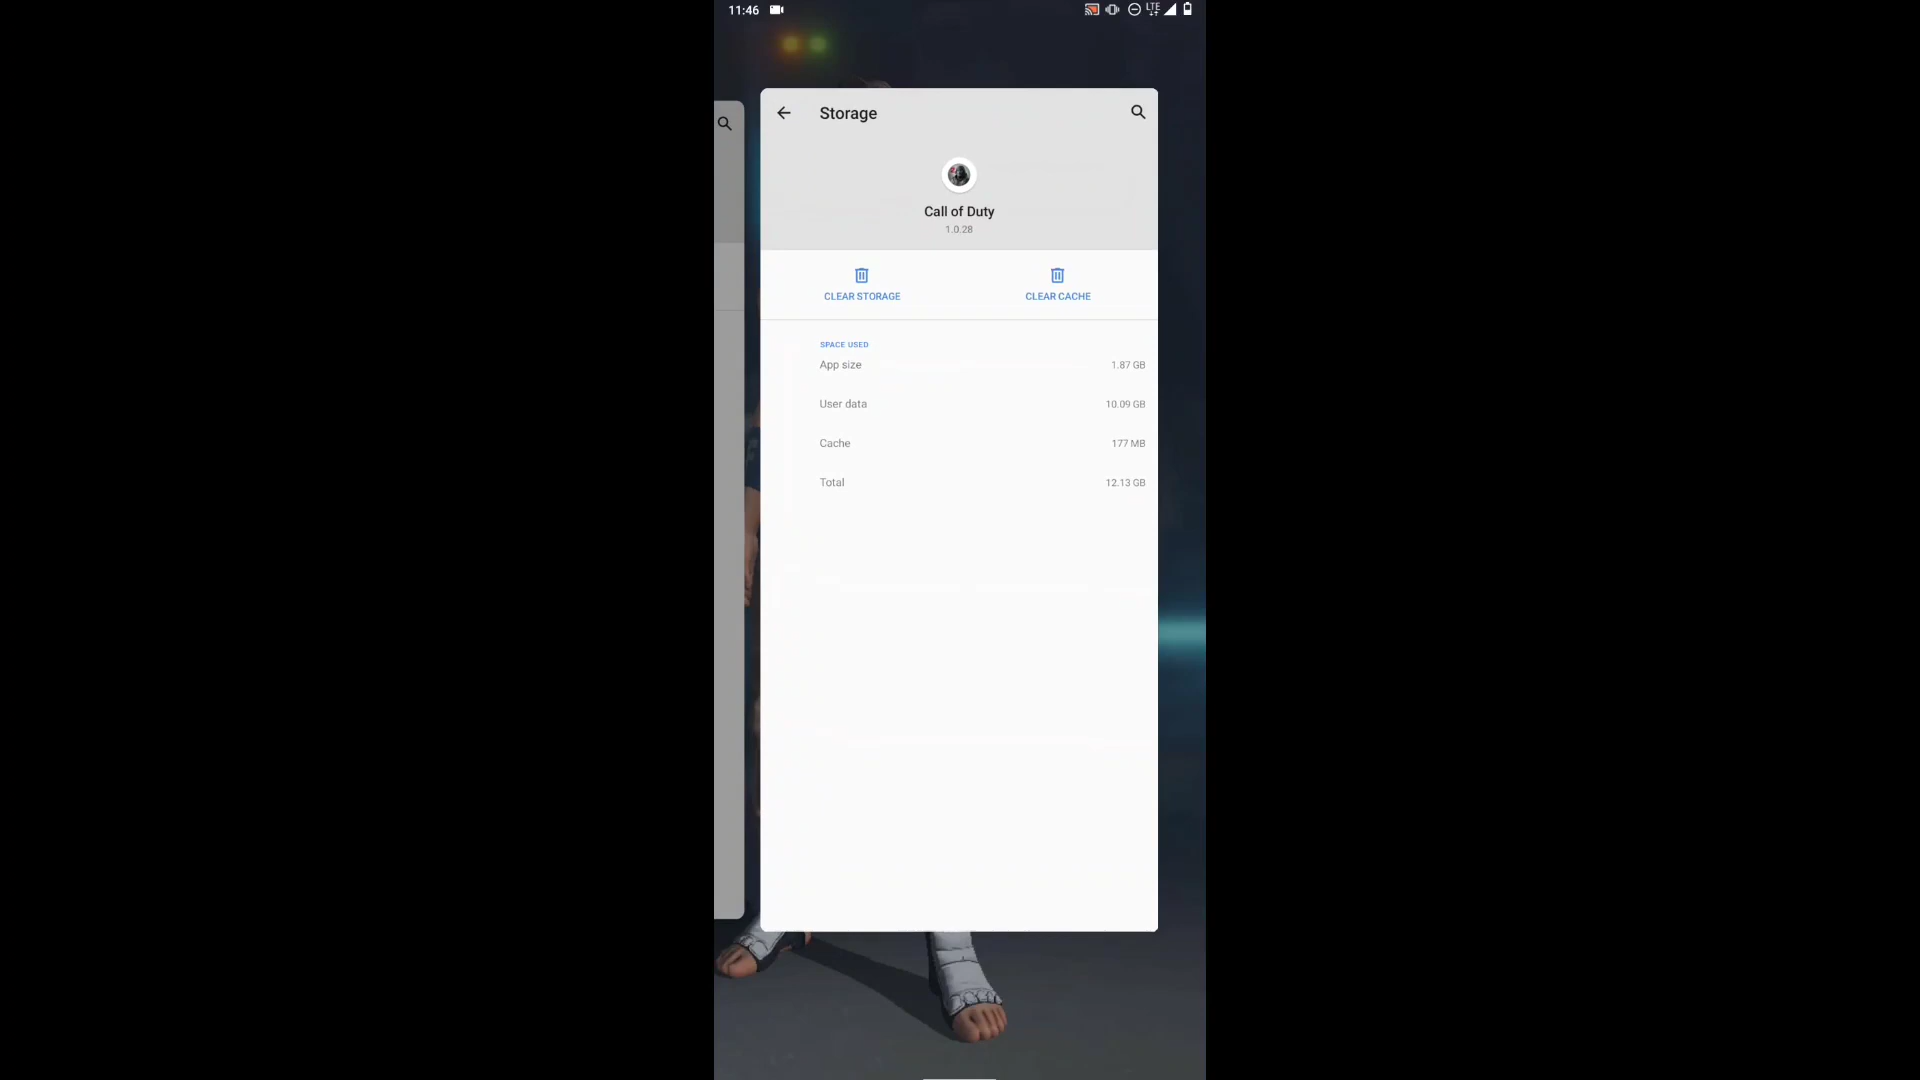 11:46
LTE
Storage
Call of Duty
1.0.28
CLEAR STORAGE
CLEAR CACHE
SPACE USED
App size 1.87 GB
User data 10.09 GB
Cache 177 MB
Total 12.13 GB